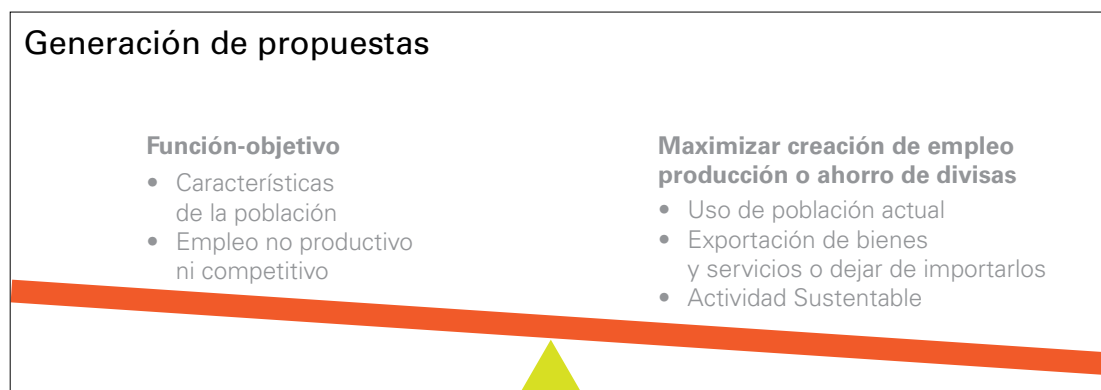 Generación de propuestas
Función-objetivo
• Características
de la población
• Empleo no productivo
ni competitivo
Maximizar creación de empleo
producción o ahorro de divisas
• Uso de población actual
• Exportación de bienes
y servicios o dejar de importarlos
• Actividad Sustentable